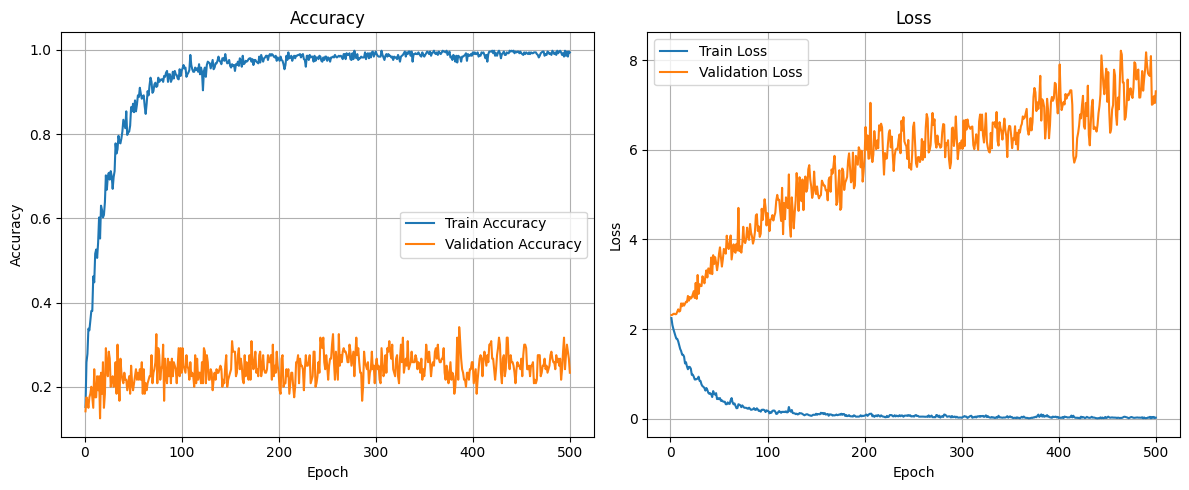 Accuracy
1.0
0.8
0.6
0.4
0.2
Accuracy
Train Accuracy
Validation Accuracy
0 100 200 300 400 500
Epoch
Loss
8
6
4
2
0
Loss
Train Loss
Validation Loss
0 100 200 300 400 500
Epoch